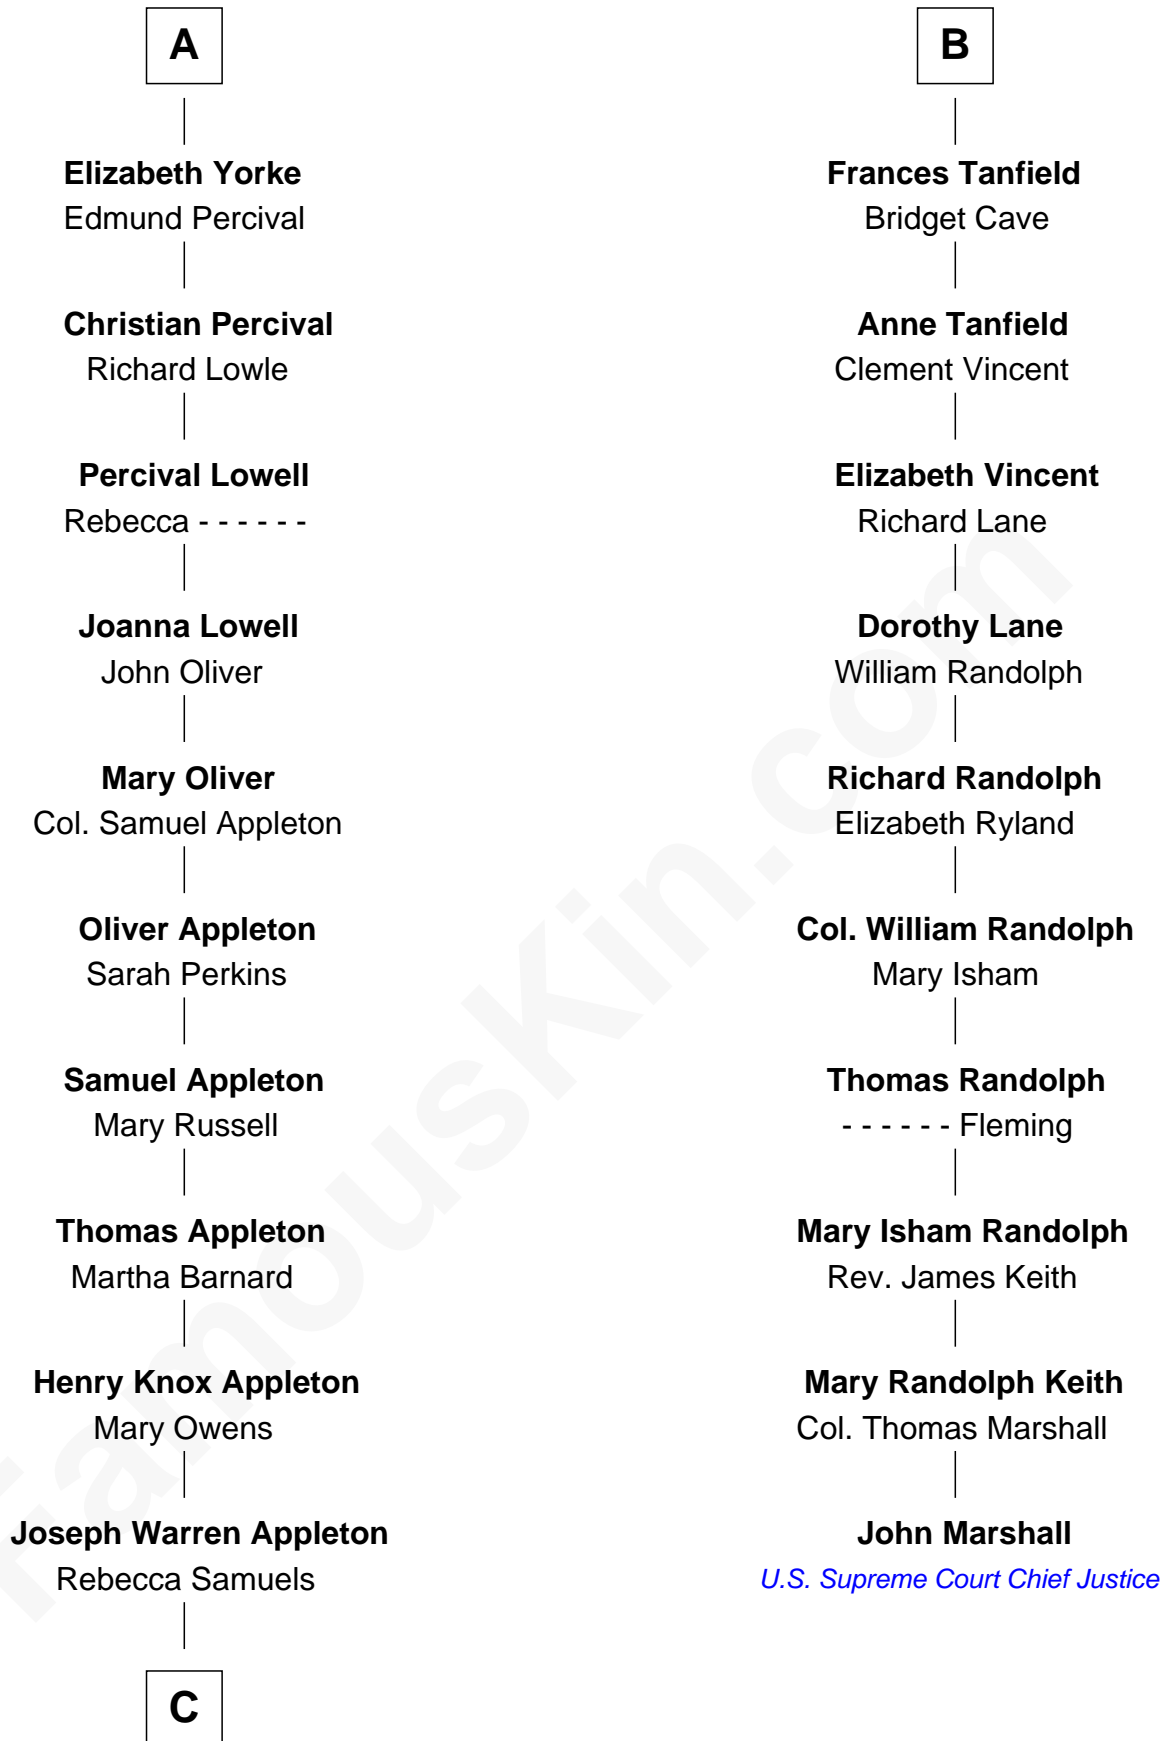 A
Elizabeth Yorke
Edmund Percival
Christian Percival
Richard Lowle
Percival Lowell
Rebecca - - - - - -
Joanna Lowell
John Oliver
Mary Oliver
Col. Samuel Appleton
Oliver Appleton
Sarah Perkins
Samuel Appleton
Mary Russell
Thomas Appleton
Martha Barnard
Henry Knox Appleton
Mary Owens
Joseph Warren Appleton
Rebecca Samuels
C
B
Frances Tanfield
Bridget Cave
Anne Tanfield
Clement Vincent
Elizabeth Vincent
Richard Lane
Dorothy Lane
William Randolph
Richard Randolph
Elizabeth Ryland
Col. William Randolph
Mary Isham
Thomas Randolph
- - - - - - Fleming
Mary Isham Randolph
Rev. James Keith
Mary Randolph Keith
Col. Thomas Marshall
John Marshall
U.S. Supreme Court Chief Justice
FamousKin.com